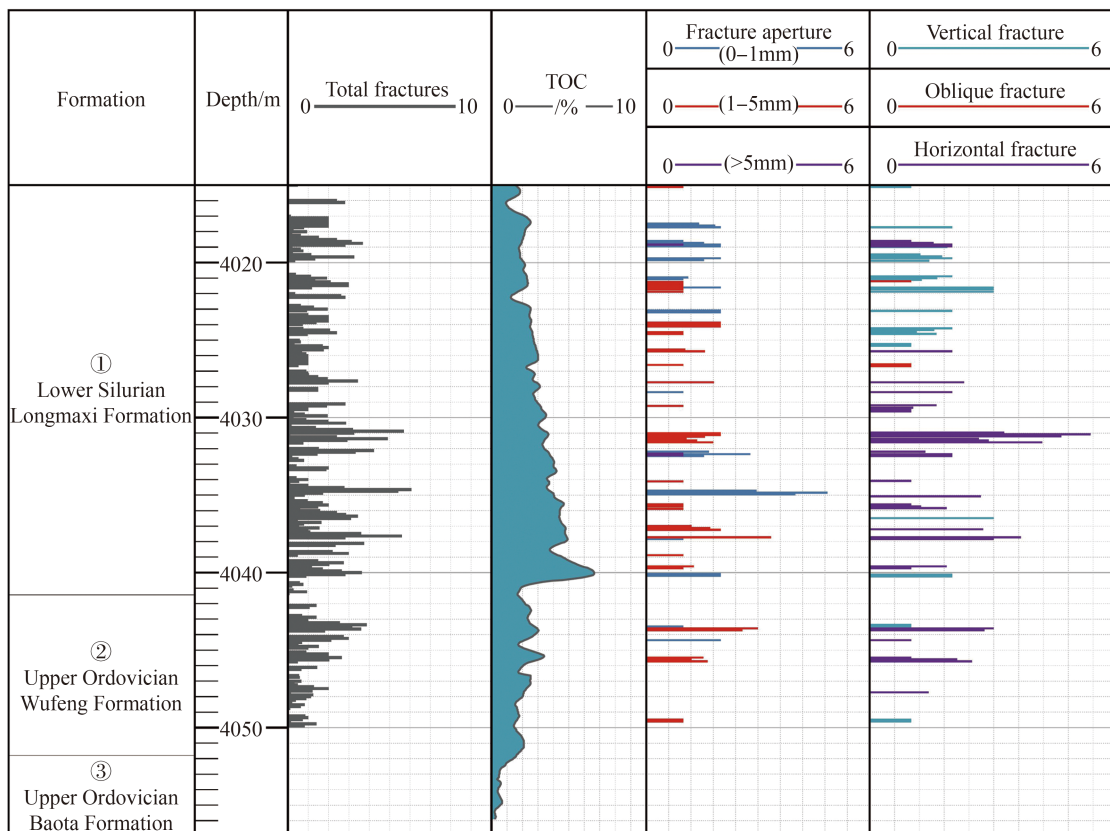 Formation
Depth/m
Total fractures
0 10
TOC
0 /% 10
Fracture aperture
0 (0–1mm) 6
0 (1–5mm) 6
0 (>5mm) 6
Vertical fracture
0 6
Oblique fracture
0 6
Horizontal fracture
0 6
①
Lower Silurian
Longmaxi Formation
②
Upper Ordovician
Wufeng Formation
③
Upper Ordovician
Baota Formation
4020
4030
4040
4050